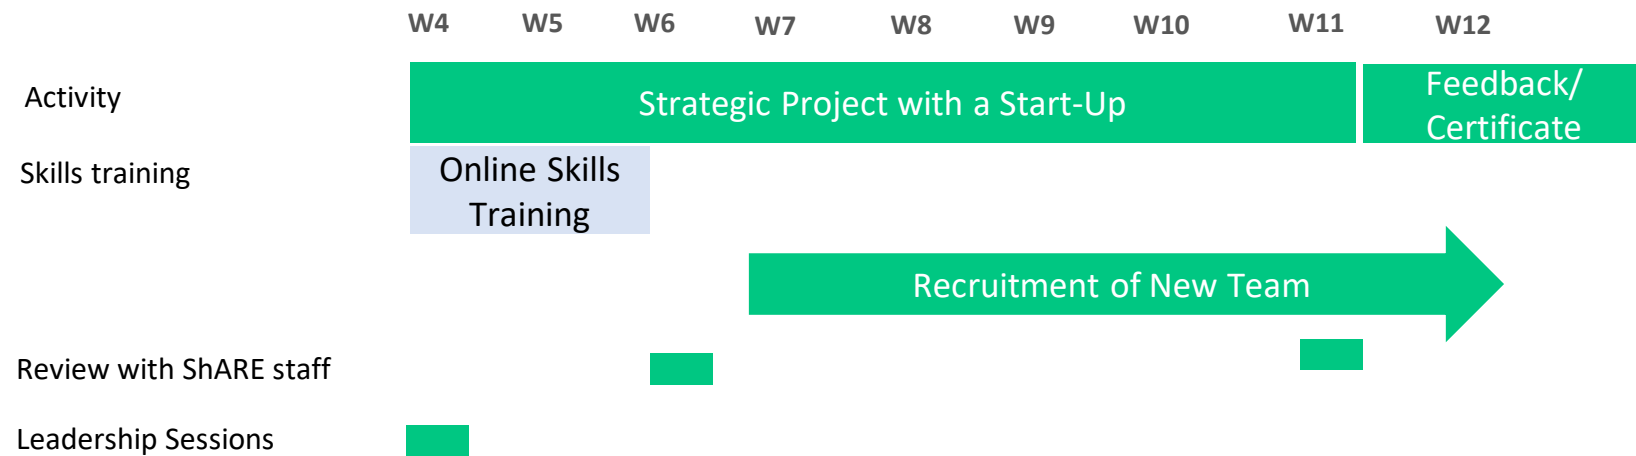 W4 W5 W6 W7 W8 W9 W10 W11 W12
Activity
Strategic Project with a Start-Up
Feedback/
Certificate
Skills training
Online Skills
Training
Recruitment of New Team
Review with ShARE staff
Leadership Sessions